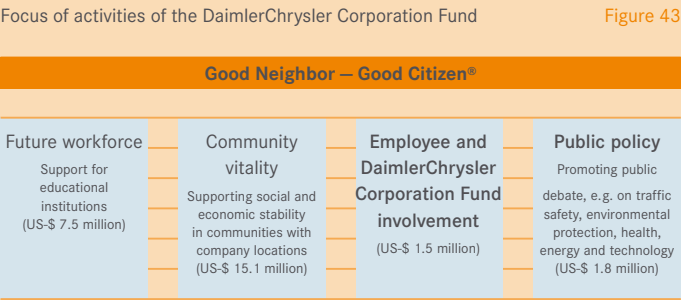 Focus of activities of the DaimlerChrysler Corporation Fund
Figure 43
Good Neighbor — Good Citizen®
Future workforce
Support for
educational
institutions
(US-$ 7.5 million)
Community
vitality
Supporting social and
economic stability
in communities with
company locations
(US-$ 15.1 million)
Employee and
DaimlerChrysler
Corporation Fund
involvement
(US-$ 1.5 million)
Public policy
Promoting public
debate, e.g. on traffic
safety, environmental
protection, health,
energy and technology
(US-$ 1.8 million)